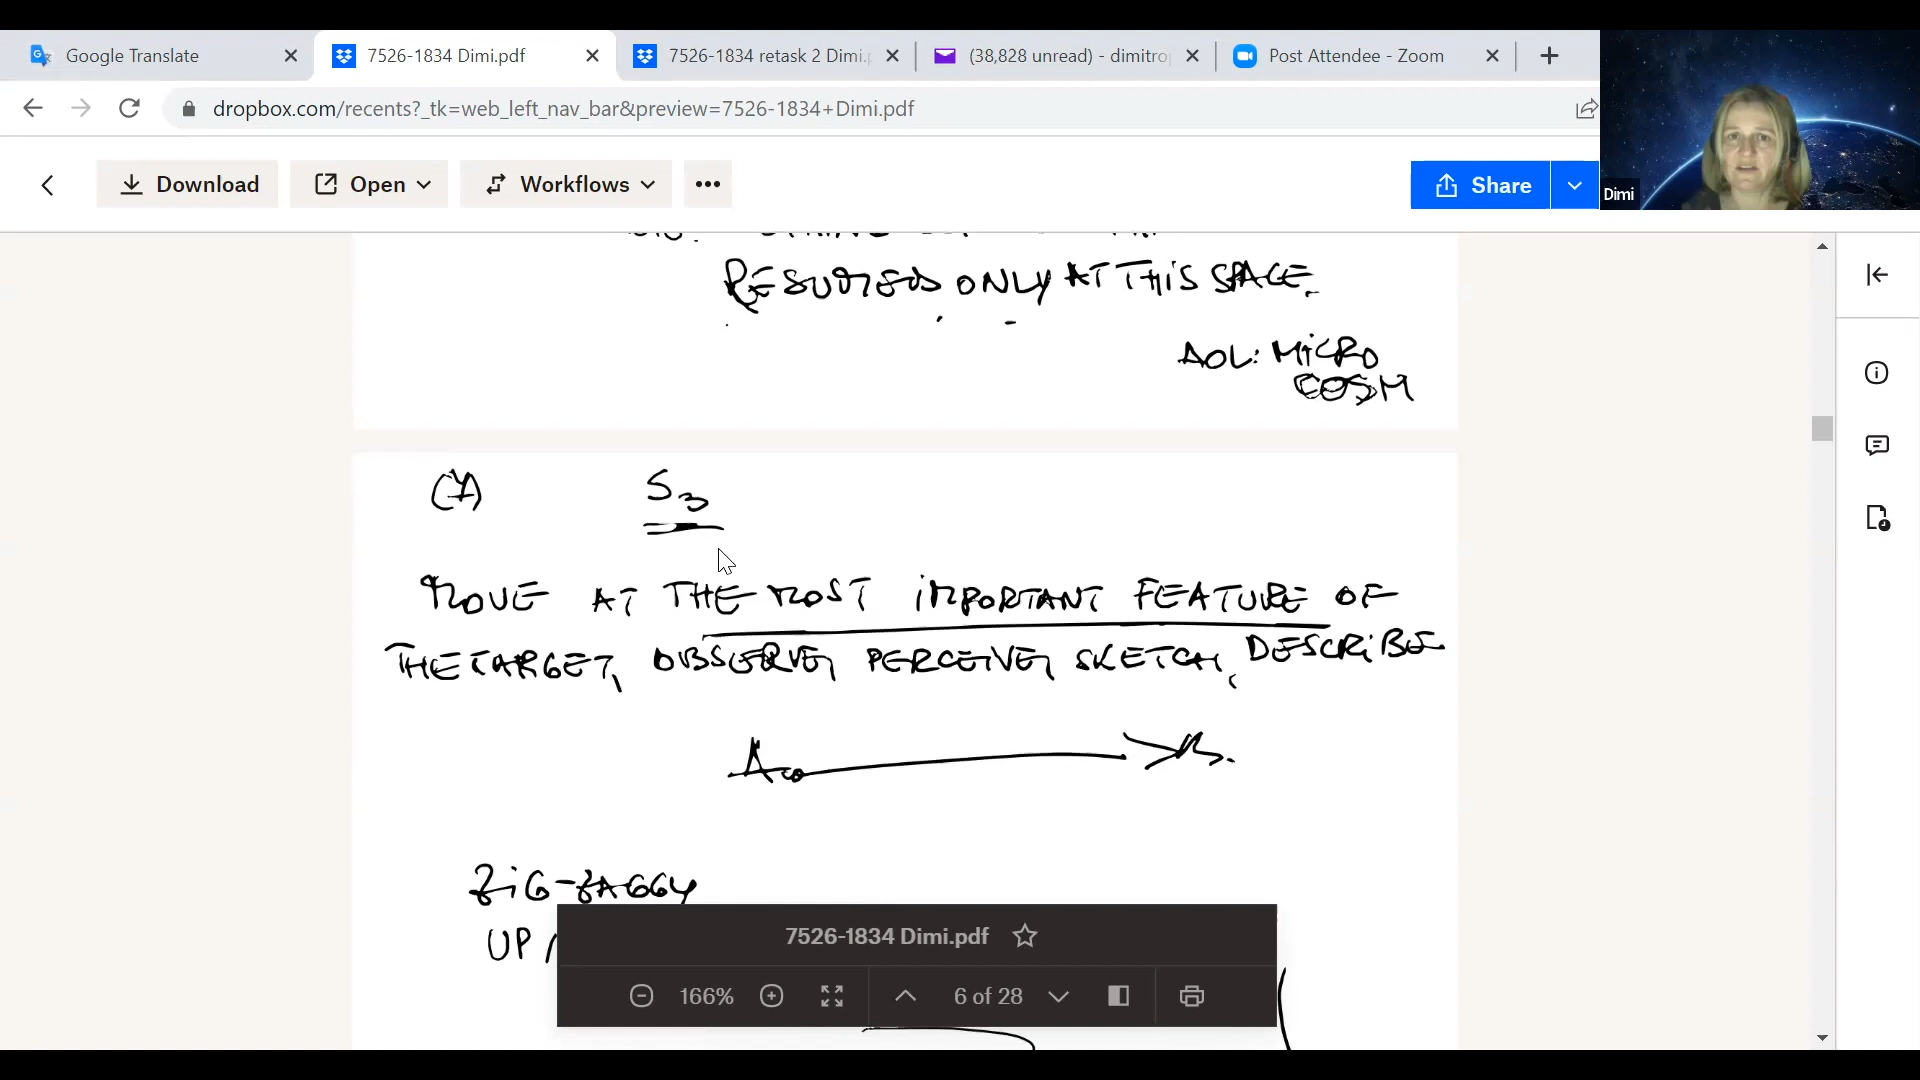 Google Translate
7526-1834 Dimi.pdf
7526-1834 retask 2 Dimi.
(38,828 unread) - dimitro
Post Attendee - Zoom
dropbox.com/recents?_tk=web_left_nav_bar&preview=7526-1834+Dimi.pdf
Download
Open
Workflows
Share
Dimi
ONLY AT THIS SPACE.
AOL: MICRO
COSM
S3
MOVE AT THE MOST IMPORTANT FEATURE OF
THE TARGET, OBSERVE, PERCEIVE, SKETCH, DESCRIBE
ZIG-ZAGGY
UP /
7526-1834 Dimi.pdf
166%
6 of 28